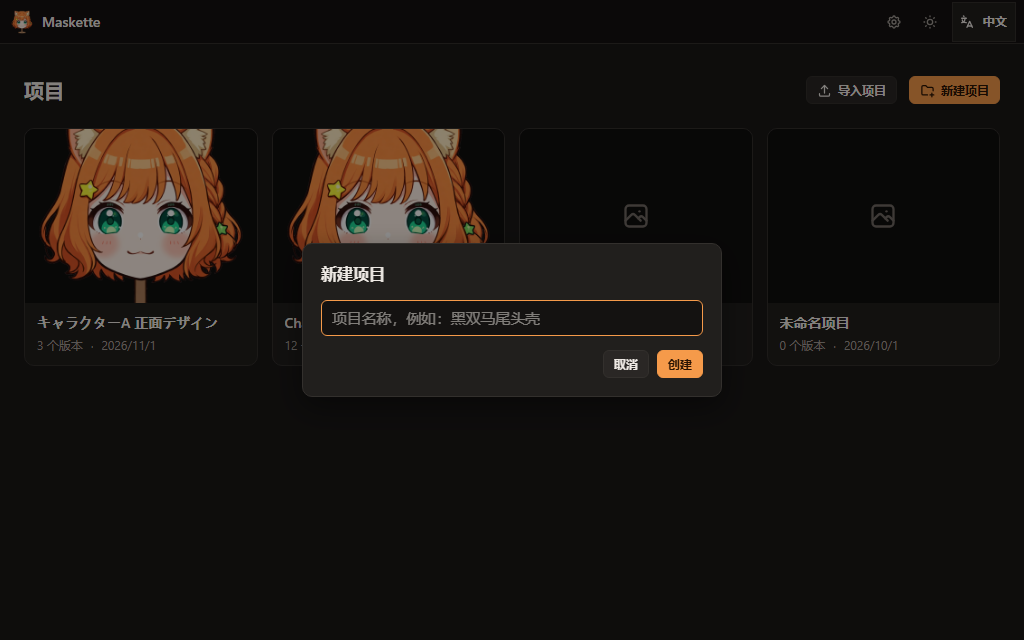 Maskette
中文
项目
导入项目
新建项目
新建项目
项目名称，例如：黑双马尾头壳
取消
创建
キャラクターA 正面デザイン
3 个版本 · 2026/11/1
Ch
12
未命名项目
0 个版本 · 2026/10/1